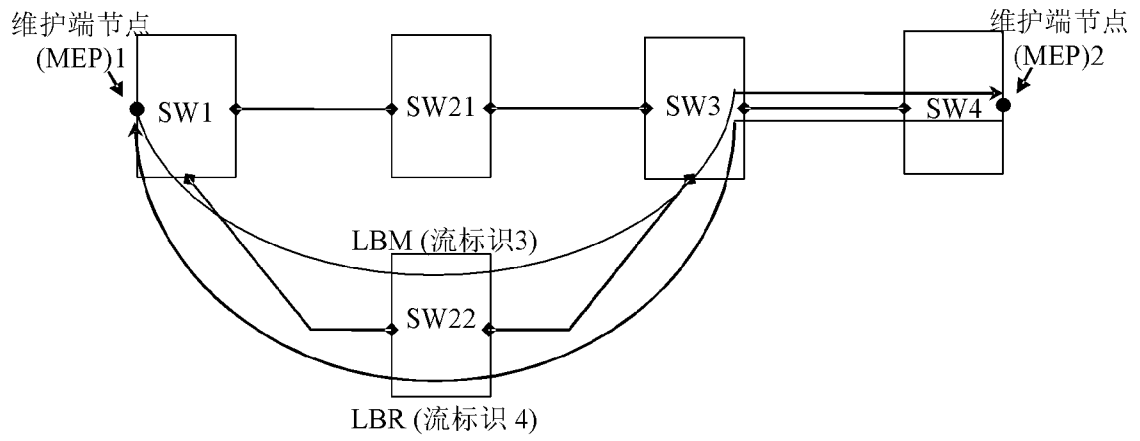 维护端节点
(MEP)1
维护端节点
(MEP)2
SW1
SW21
SW3
SW4
LBM (流标识3)
SW22
LBR (流标识 4)